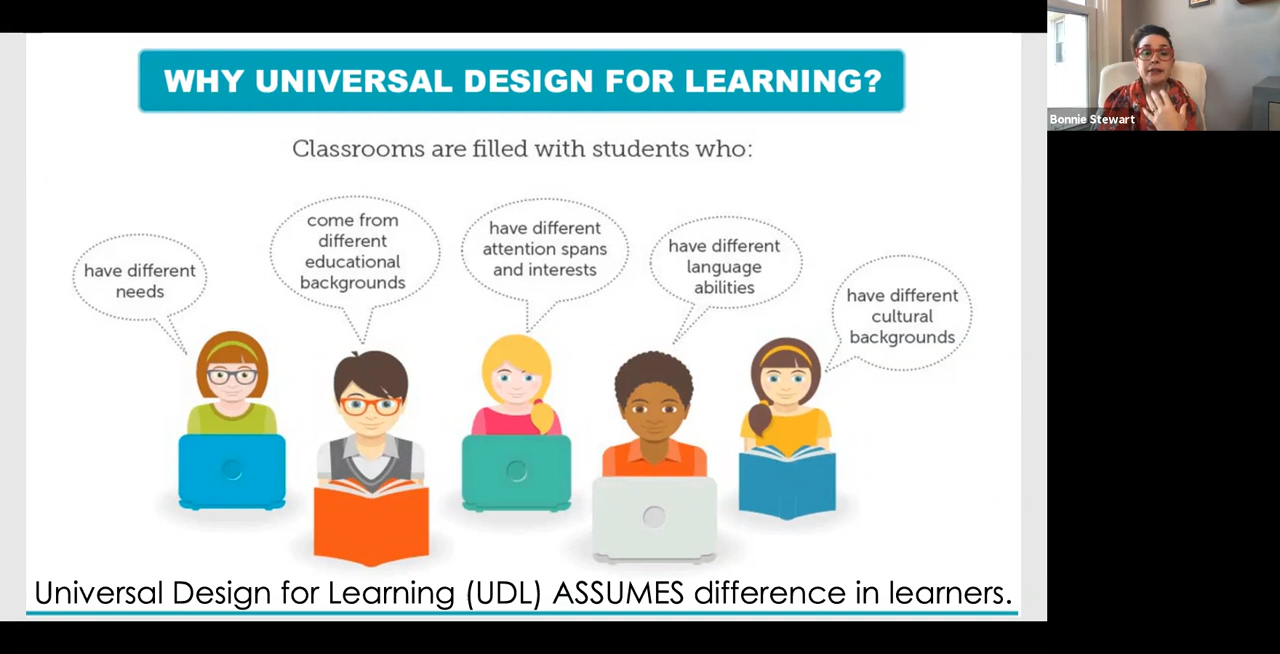 WHY UNIVERSAL DESIGN FOR LEARNING?
Bonnie Stewart
Classrooms are filled with students who:
have different
needs
come from
different
educational
backgrounds
have different
attention spans
and interests
have different
language
abilities
have different
cultural
backgrounds
Universal Design for Learning (UDL) ASSUMES difference in learners.